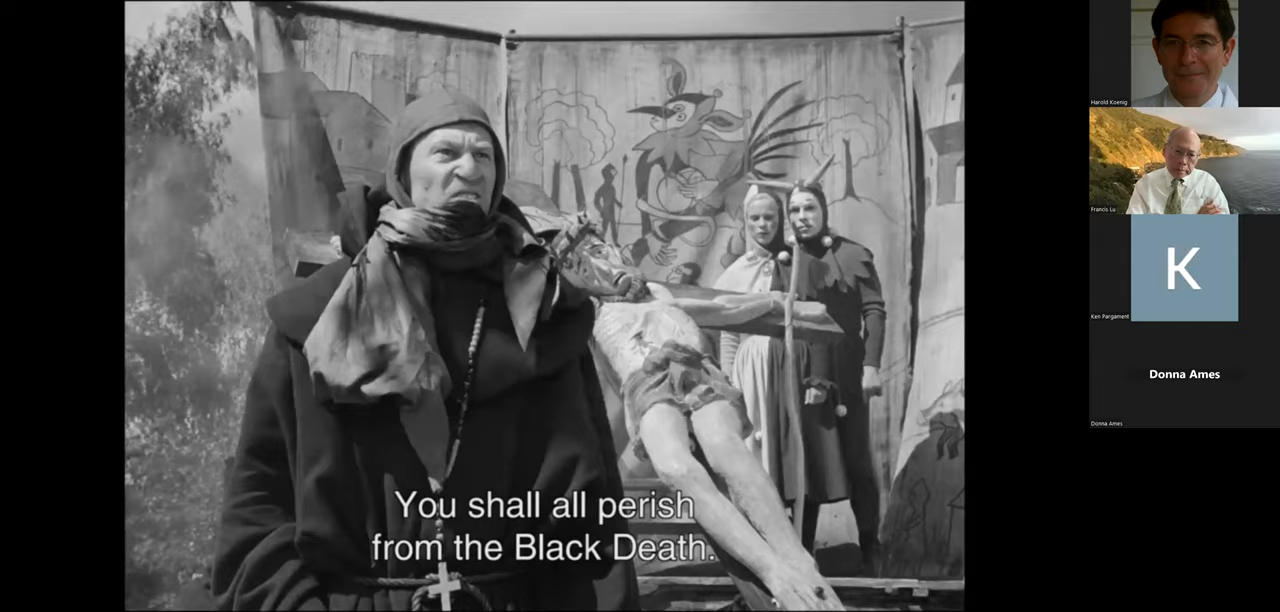 You shall all perish
from the Black Death.
Harold Koenig
Francis Lu
K
Ken Pargament
Donna Ames
Donna Ames